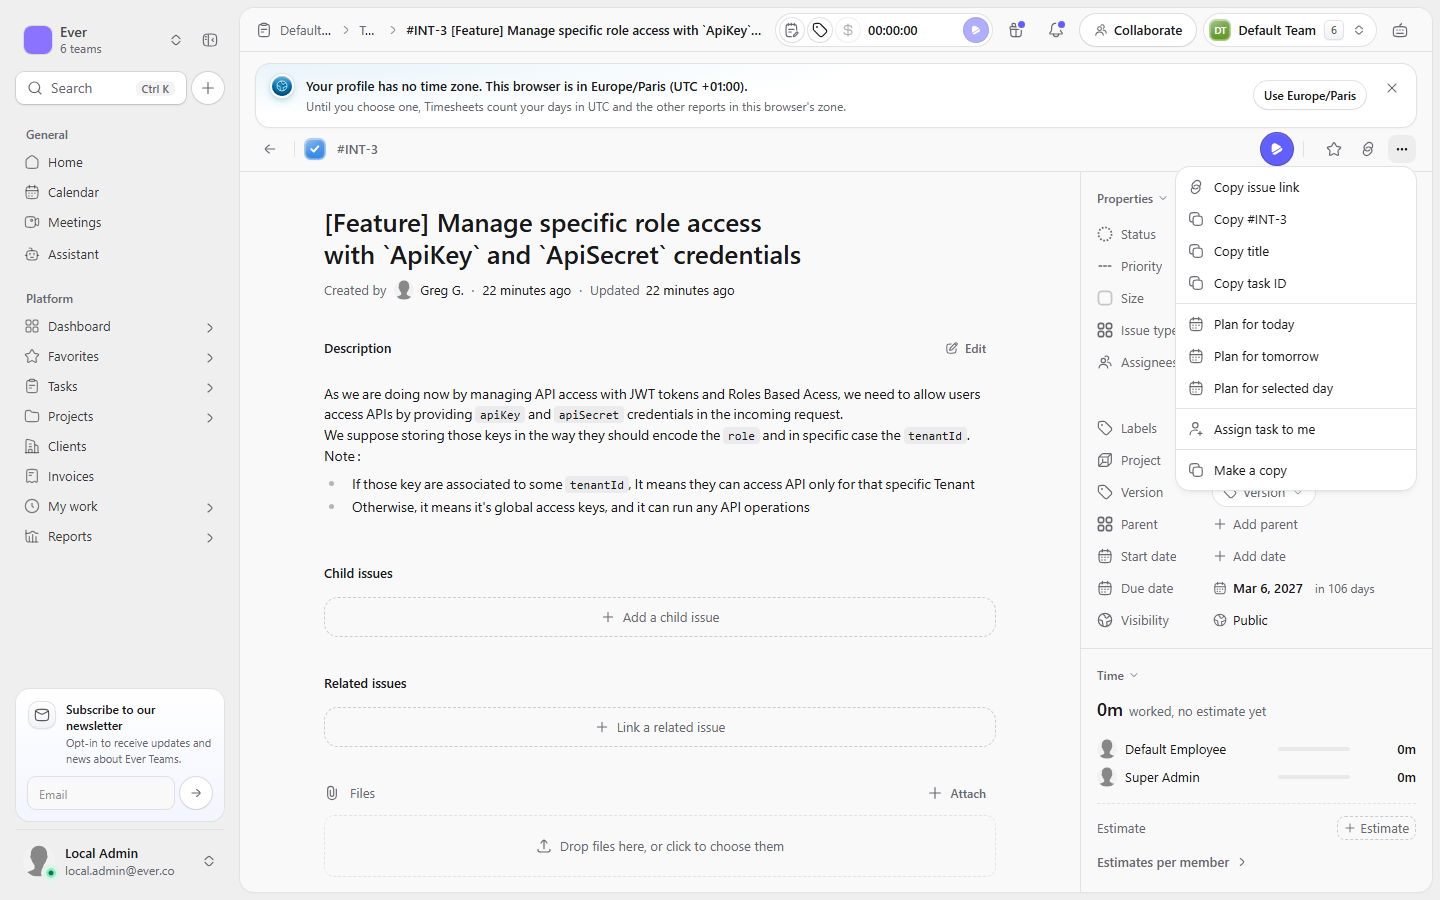 Ever
6 teams
Search
Ctrl K
General
Home
Calendar
Meetings
Assistant
Platform
Dashboard
Favorites
Tasks
Projects
Clients
Invoices
My work
Reports
Subscribe to our
newsletter
Opt-in to receive updates and
news about Ever Teams.
Email
Local Admin
local.admin@ever.co
Default...
T...
#INT-3 [Feature] Manage specific role access with `ApiKey`...
00:00:00
Collaborate
DT
Default Team
6
Your profile has no time zone. This browser is in Europe/Paris (UTC +01:00).
Until you choose one, Timesheets count your days in UTC and the other reports in this browser's zone.
Use Europe/Paris
#INT-3
[Feature] Manage specific role access
with `ApiKey` and `ApiSecret` credentials
Created by Greg G. · 22 minutes ago · Updated 22 minutes ago
Description
Edit
As we are doing now by managing API access with JWT tokens and Roles Based Acess, we need to allow users
access APIs by providing apiKey and apiSecret credentials in the incoming request.
We suppose storing those keys in the way they should encode the role and in specific case the tenantId.
Note :
If those key are associated to some tenantId, It means they can access API only for that specific Tenant
Otherwise, it means it's global access keys, and it can run any API operations
Child issues
Add a child issue
Related issues
Link a related issue
Files
Attach
Drop files here, or click to choose them
Properties
Status
Priority
Size
Issue type
Assignees
Labels
Project
Version
Version
Parent
Add parent
Start date
Add date
Due date
Mar 6, 2027
in 106 days
Visibility
Public
Copy issue link
Copy #INT-3
Copy title
Copy task ID
Plan for today
Plan for tomorrow
Plan for selected day
Assign task to me
Make a copy
Time
0m worked, no estimate yet
Default Employee
0m
Super Admin
0m
Estimate
Estimate
Estimates per member